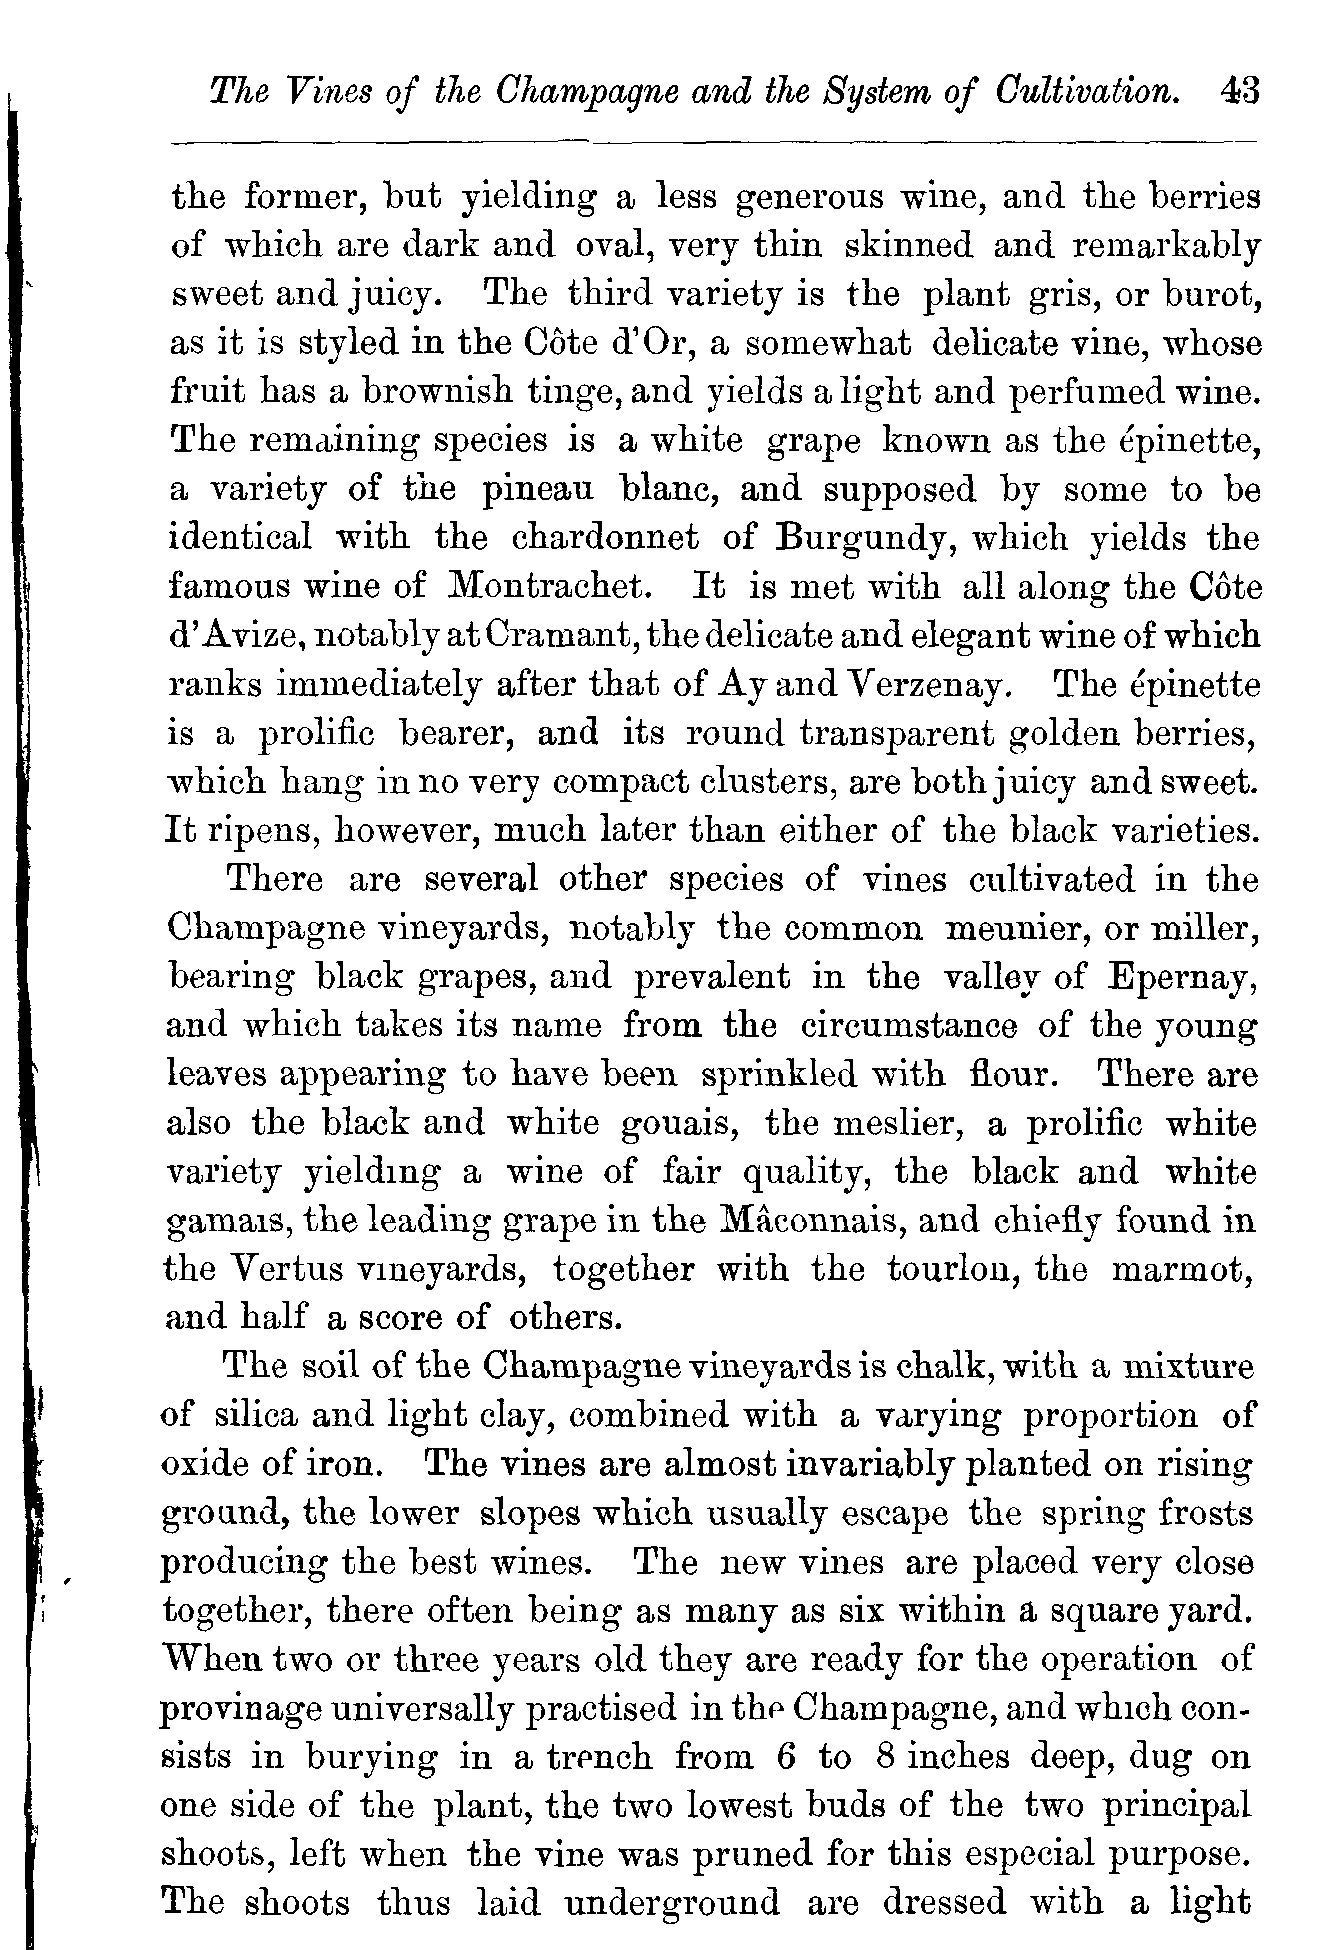 The Vines of the Champagne and the System of Cultivation. 43
the former, but yielding a less generous wine, and the berries
of which are dark and oval, very thin skinned and remarkably
sweet and juicy. The third variety is the plant gris, or burot,
as it is styled in the Côte d'Or, a somewhat delicate vine, whose
fruit has a brownish tinge, and yields a light and perfumed wine.
The remaining species is a white grape known as the épinette,
a variety of the pineau blanc, and supposed by some to be
identical with the chardonnet of Burgundy, which yields the
famous wine of Montrachet. It is met with all along the Côte
d'Avize, notably at Cramant, the delicate and elegant wine of which
ranks immediately after that of Ay and Verzenay. The épinette
is a prolific bearer, and its round transparent golden berries,
which hang in no very compact clusters, are both juicy and sweet.
It ripens, however, much later than either of the black varieties.
There are several other species of vines cultivated in the
Champagne vineyards, notably the common meunier, or miller,
bearing black grapes, and prevalent in the valley of Epernay,
and which takes its name from the circumstance of the young
leaves appearing to have been sprinkled with flour. There are
also the black and white gouais, the meslier, a prolific white
variety yielding a wine of fair quality, the black and white
gamais, the leading grape in the Mâconnais, and chiefly found in
the Vertus vineyards, together with the tourlon, the marmot,
and half a score of others.
The soil of the Champagne vineyards is chalk, with a mixture
of silica and light clay, combined with a varying proportion of
oxide of iron. The vines are almost invariably planted on rising
ground, the lower slopes which usually escape the spring frosts
producing the best wines. The new vines are placed very close
together, there often being as many as six within a square yard.
When two or three years old they are ready for the operation of
provinage universally practised in the Champagne, and which con-
sists in burying in a trench from 6 to 8 inches deep, dug on
one side of the plant, the two lowest buds of the two principal
shoots, left when the vine was pruned for this especial purpose.
The shoots thus laid underground are dressed with a light